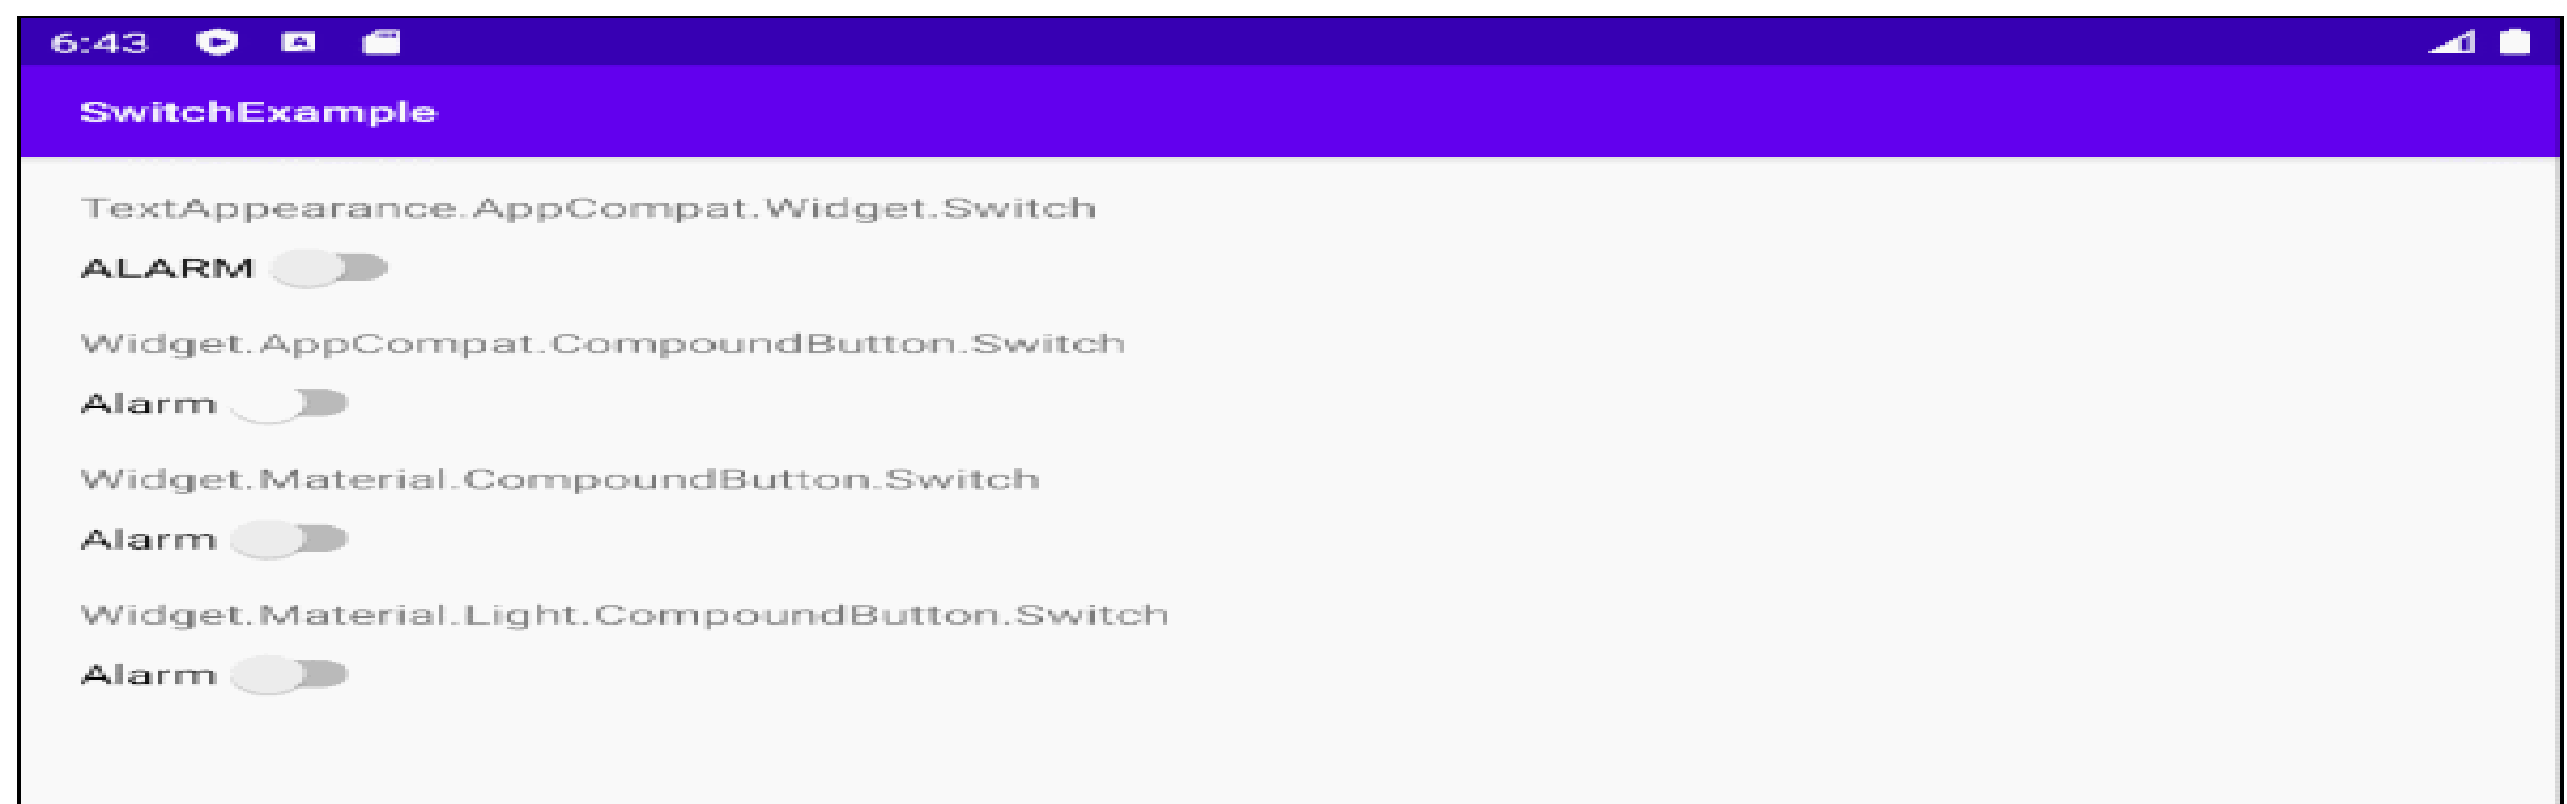 6:43
SwitchExample
TextAppearance.AppCompat.Widget.Switch
ALARM
Widget.AppCompat.CompoundButton.Switch
Alarm
Widget.Material.CompoundButton.Switch
Alarm
Widget.Material.Light.CompoundButton.Switch
Alarm